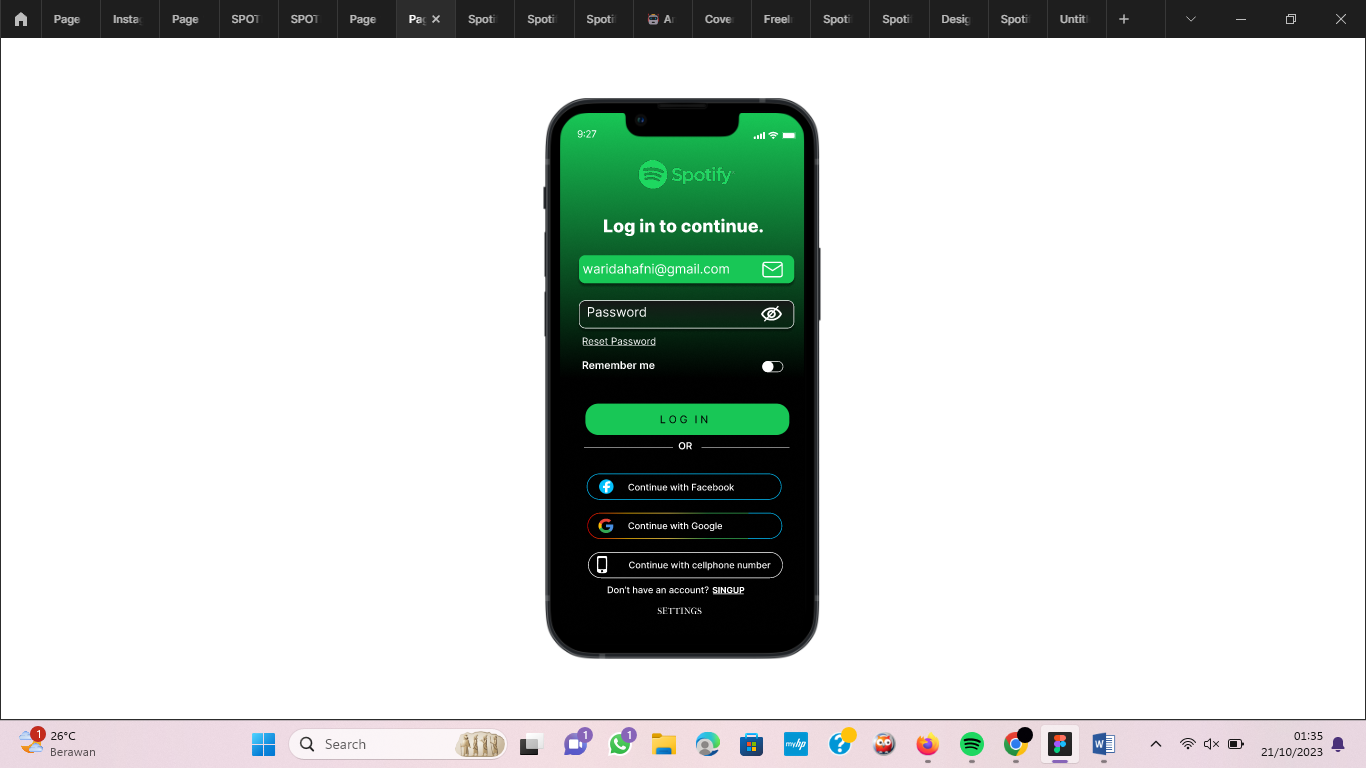 Page
Insta
Page
SPOT
SPOT
Page
Pag
Spoti
Spoti
Spoti
A
Cove
Freel
Spoti
Spoti
Desig
Spoti
Untit
9:27
Spotify
Log in to continue.
waridahafni@gmail.com
Password
Reset Password
Remember me
LOG IN
OR
Continue with Facebook
Continue with Google
Continue with cellphone number
Don't have an account? SINGUP
SETTINGS
1
26°C
Berawan
Search
1
1
myhp
01:35
21/10/2023